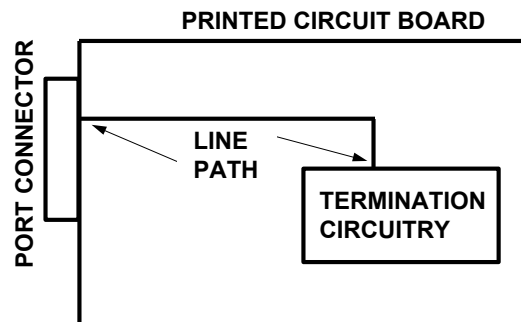 PRINTED CIRCUIT BOARD
PORT CONNECTOR
LINE
PATH
TERMINATION
CIRCUITRY